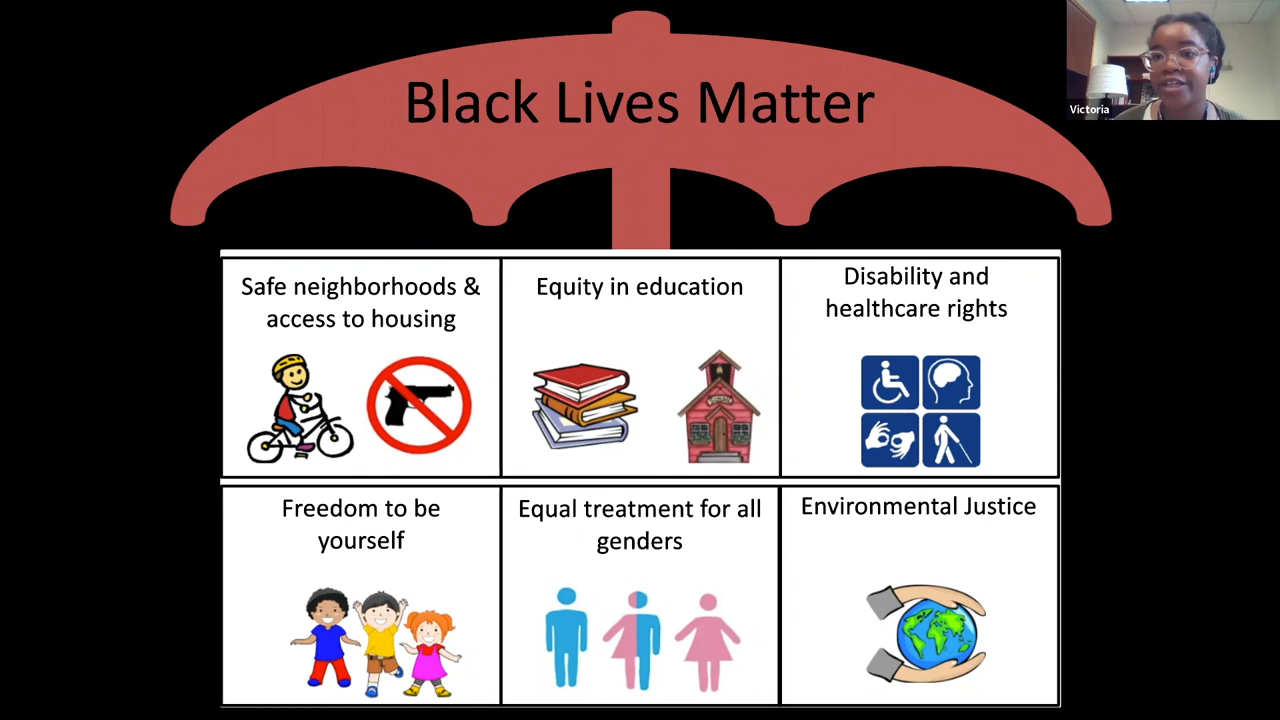 Black Lives Matter
Victoria
Safe neighborhoods &
access to housing
Equity in education
Disability and
healthcare rights
Freedom to be
yourself
Equal treatment for all
genders
Environmental Justice